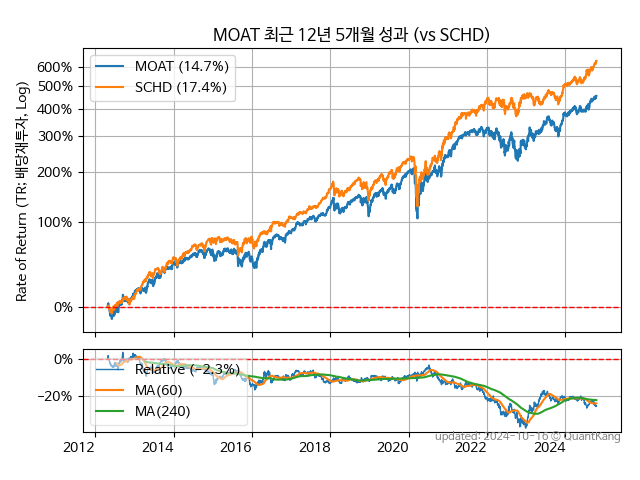 MOAT 최근 12년 5개월 성과 (vs SCHD)
Rate of Return (TR: 배당재투자, Log)
600%
500%
400%
300%
200%
100%
0%
MOAT (14.7%)
SCHD (17.4%)
0%
−20%
Relative (−2.3%)
MA(60)
MA(240)
updated: 2024-10-16 © QuantKang
2012
2014
2016
2018
2020
2022
2024